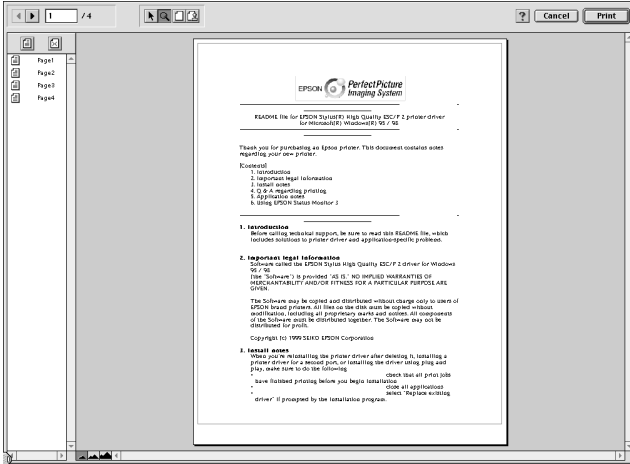 1 / 4
? Cancel Print
Page1
Page2
Page3
Page4
EPSON PerfectPicture
Imaging System
README file for EPSON Stylus(R) High Quality ESC/P 2 printer driver
for Microsoft(R) Windows(R) 95 / 98
Thank you for purchasing an Epson printer. This document contains notes
regarding your new printer.
[Contents]
1. Introduction
2. Important legal information
3. Install notes
4. Q & A regarding printing
5. Application notes
6. Using EPSON Status Monitor 3
1. Introduction
Before calling technical support, be sure to read this README file, which
includes solutions to printer driver and application-specific problems.
2. Important legal information
Software called the EPSON Stylus High Quality ESC/P 2 driver for Windows
95 / 98
(the "Software") is provided "AS IS." NO IMPLIED WARRANTIES OF
MERCHANTABILITY AND/OR FITNESS FOR A PARTICULAR PURPOSE ARE
GIVEN.
The Software may be copied and distributed without charge only to users of
EPSON brand printers. All files on the disk must be copied without
modification, including all proprietary marks and notices. All components
of the Software must be distributed together. The Software may not be
distributed for profit.
Copyright (c) 1999 SEIKO EPSON Corporation
3. Install notes
When you're reinstalling the printer driver after deleting it, installing a
printer driver for a second port, or installing the driver using plug and
play, make sure to do the following
* check that all print jobs
have finished printing before you begin installation
* close all applications
* select "Replace existing
driver" if prompted by the installation program.